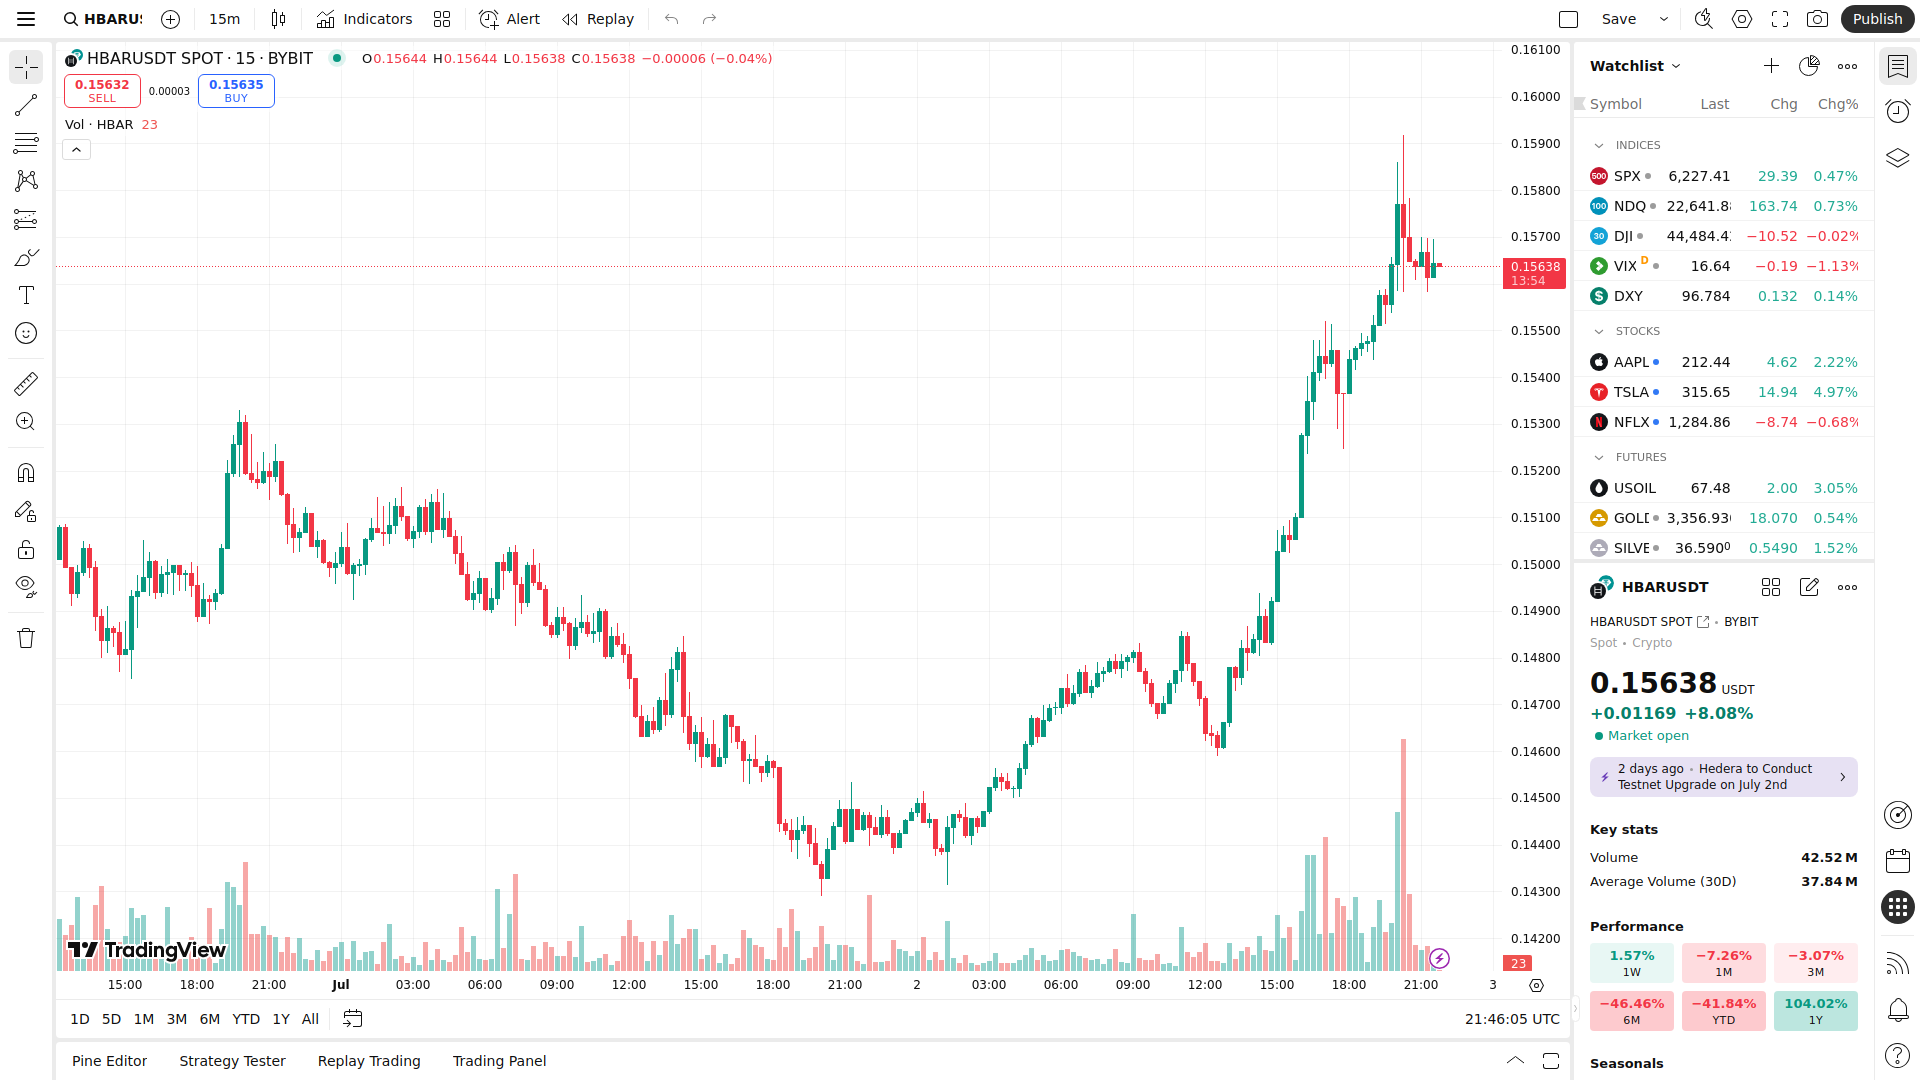 HBARUS
15m
Indicators
Alert
Replay
Save
Publish
HBARUSDT SPOT · 15 · BYBIT
O0.15644 H0.15644 L0.15638 C0.15638 −0.00006 (−0.04%)
0.15632
SELL
0.00003
0.15635
BUY
Vol · HBAR 23
0.16100
0.16000
0.15900
0.15800
0.15700
0.15638
13:54
0.15500
0.15400
0.15300
0.15200
0.15100
0.15000
0.14900
0.14800
0.14700
0.14600
0.14500
0.14400
0.14300
0.14200
23
TradingView
15:00 18:00 21:00 Jul 03:00 06:00 09:00 12:00 15:00 18:00 21:00 2 03:00 06:00 09:00 12:00 15:00 18:00 21:00 3
1D 5D 1M 3M 6M YTD 1Y All
21:46:05 UTC
Pine Editor
Strategy Tester
Replay Trading
Trading Panel
Watchlist
Symbol Last Chg Chg%
INDICES
SPX 6,227.41 29.39 0.47%
NDQ 22,641.8 163.74 0.73%
DJI 44,484.4 −10.52 −0.02%
VIX D 16.64 −0.19 −1.13%
DXY 96.784 0.132 0.14%
STOCKS
AAPL 212.44 4.62 2.22%
TSLA 315.65 14.94 4.97%
NFLX 1,284.86 −8.74 −0.68%
FUTURES
USOIL 67.48 2.00 3.05%
GOLD 3,356.93 18.070 0.54%
SILVE 36.5900 0.5490 1.52%
HBARUSDT
HBARUSDT SPOT • BYBIT
Spot • Crypto
0.15638 USDT
+0.01169 +8.08%
Market open
2 days ago • Hedera to Conduct
Testnet Upgrade on July 2nd
Key stats
Volume 42.52 M
Average Volume (30D) 37.84 M
Performance
1.57%
1W
−7.26%
1M
−3.07%
3M
−46.46%
6M
−41.84%
YTD
104.02%
1Y
Seasonals